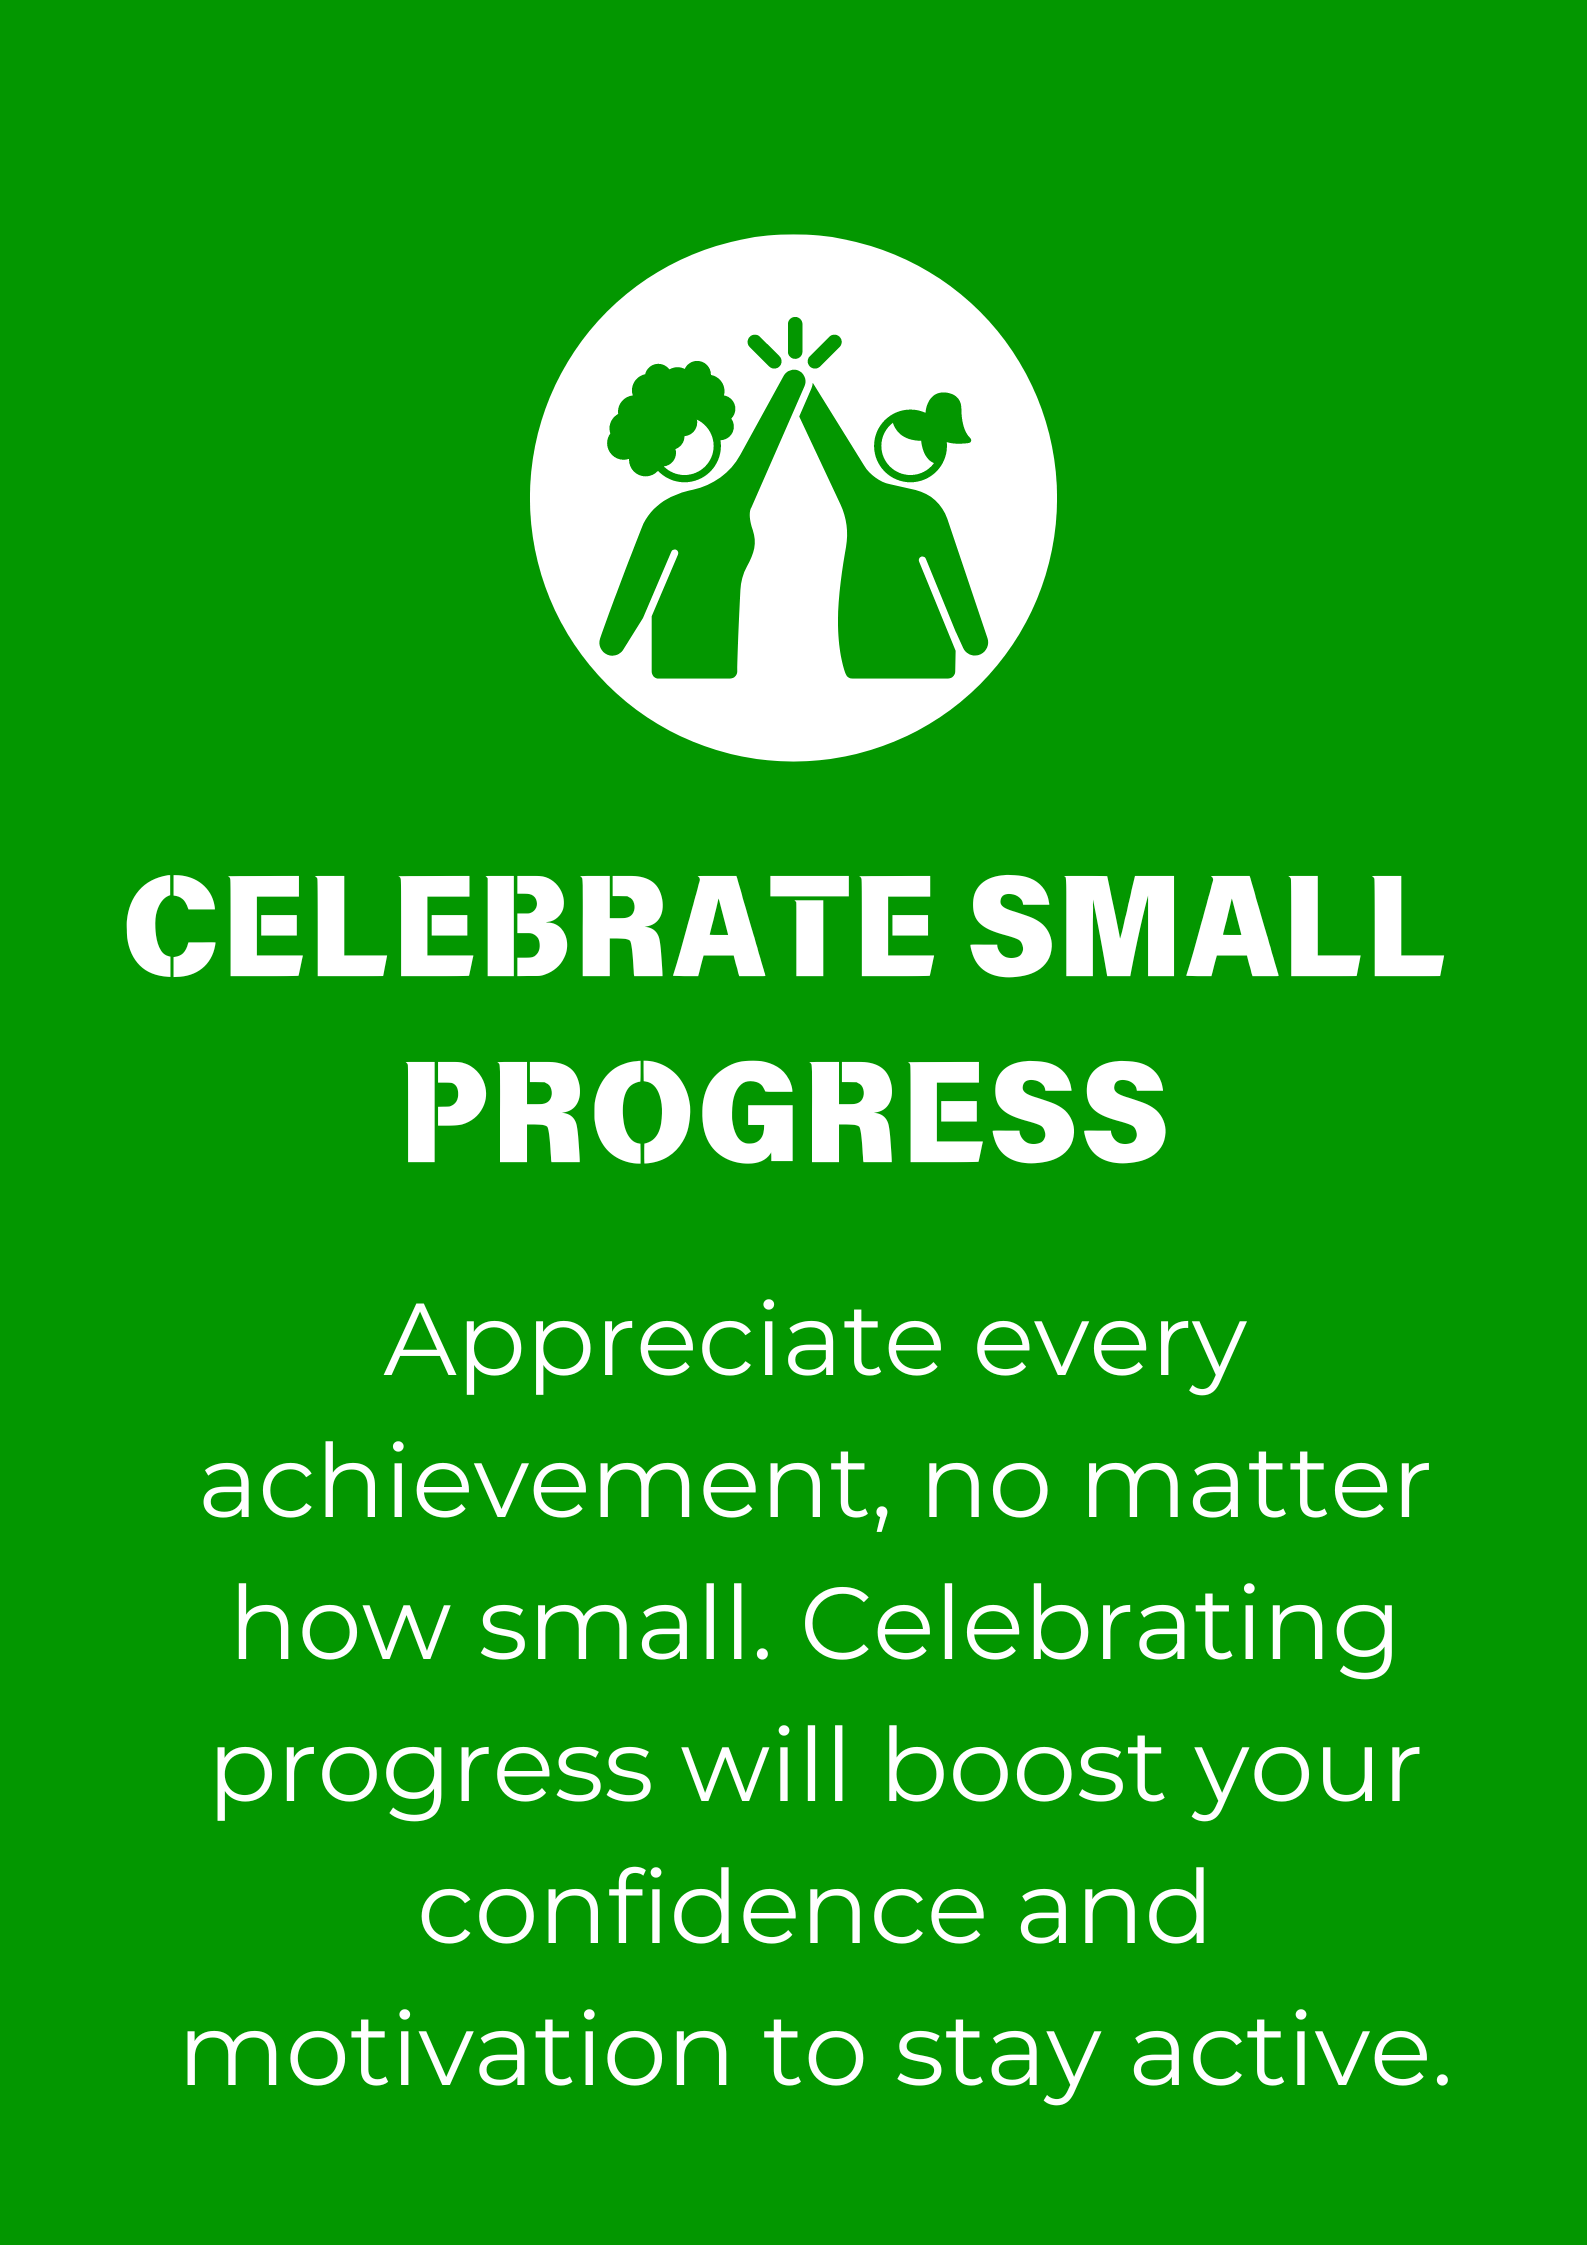 CELEBRATE SMALL
PROGRESS
Appreciate every
achievement, no matter
how small. Celebrating
progress will boost your
confidence and
motivation to stay active.